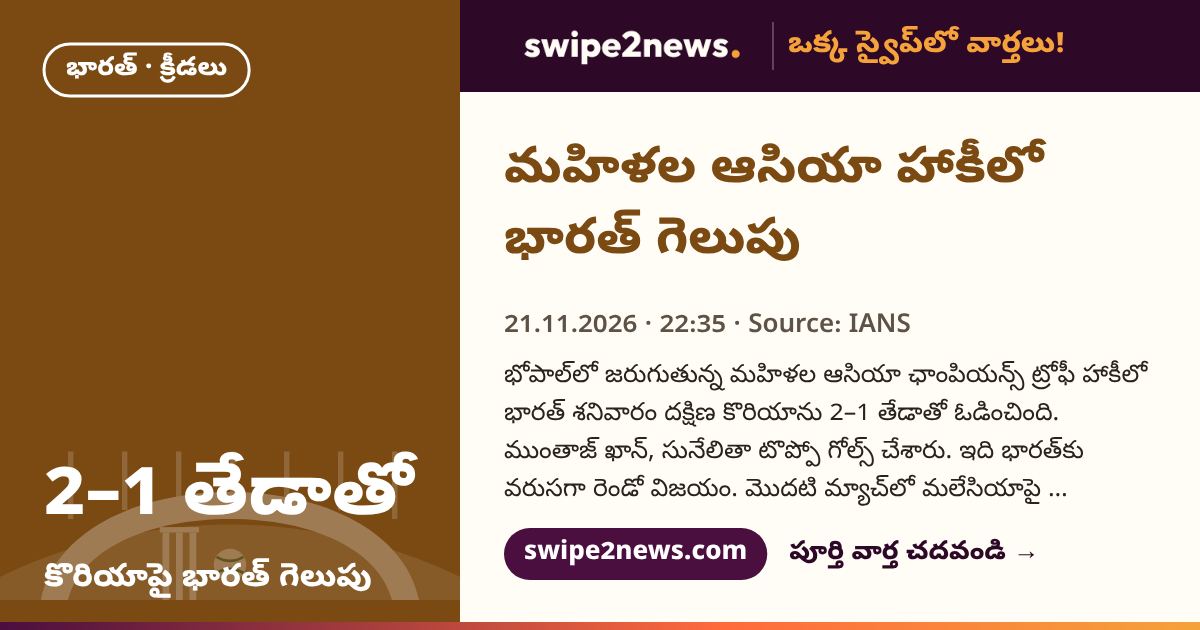 భారత్ · క్రీడలు
2–1 తేడాతో
కొరియాపై భారత్ గెలుపు
swipe2news.
ఒక్క స్వైప్‌లో వార్తలు!
మహిళల ఆసియా హాకీలో
భారత్ గెలుపు
21.11.2026 · 22:35 · Source: IANS
భోపాల్‌లో జరుగుతున్న మహిళల ఆసియా ఛాంపియన్స్ ట్రోఫీ హాకీలో
భారత్ శనివారం దక్షిణ కొరియాను 2–1 తేడాతో ఓడించింది.
ముంతాజ్ ఖాన్, సునేలితా టొప్పో గోల్స్ చేశారు. ఇది భారత్‌కు
వరుసగా రెండో విజయం. మొదటి మ్యాచ్‌లో మలేసియాపై ...
swipe2news.com
పూర్తి వార్త చదవండి →